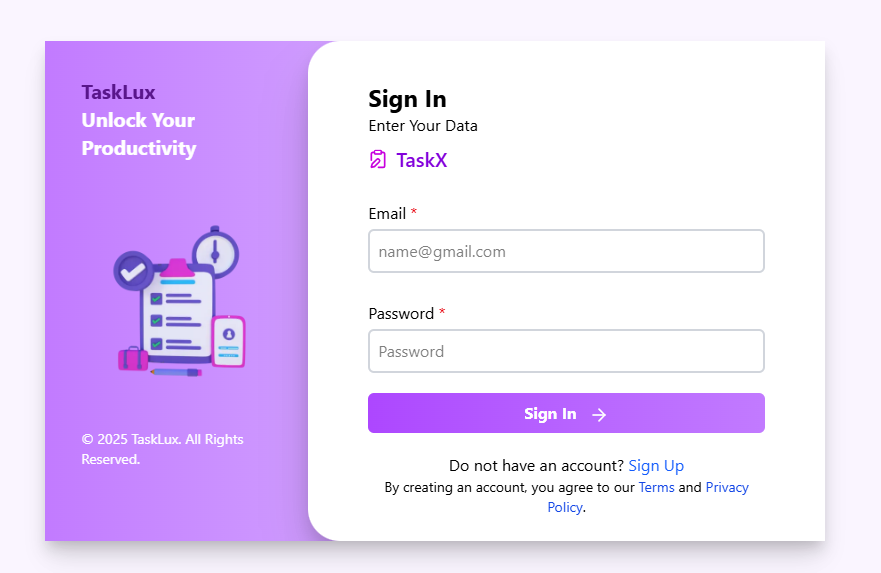 TaskLux
Unlock Your
Productivity
© 2025 TaskLux. All Rights
Reserved.
Sign In
Enter Your Data
TaskX
Email *
name@gmail.com
Password *
Password
Sign In →
Do not have an account? Sign Up
By creating an account, you agree to our Terms and Privacy
Policy.